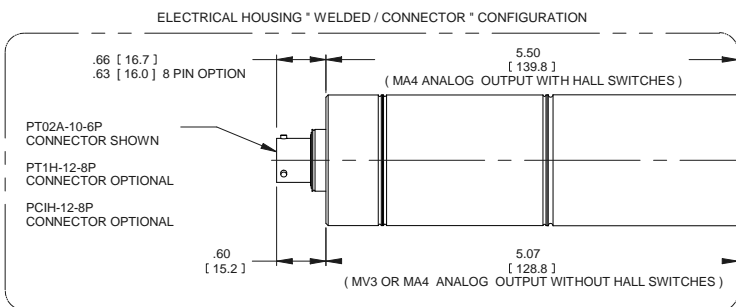 ELECTRICAL HOUSING " WELDED / CONNECTOR " CONFIGURATION
.66 [ 16.7 ]
.63 [ 16.0 ] 8 PIN OPTION
5.50
[ 139.8 ]
( MA4 ANALOG OUTPUT WITH HALL SWITCHES )
PT02A-10-6P
CONNECTOR SHOWN
PT1H-12-8P
CONNECTOR OPTIONAL
PCIH-12-8P
CONNECTOR OPTIONAL
.60
[ 15.2 ]
5.07
[ 128.8 ]
( MV3 OR MA4 ANALOG OUTPUT WITHOUT HALL SWITCHES )